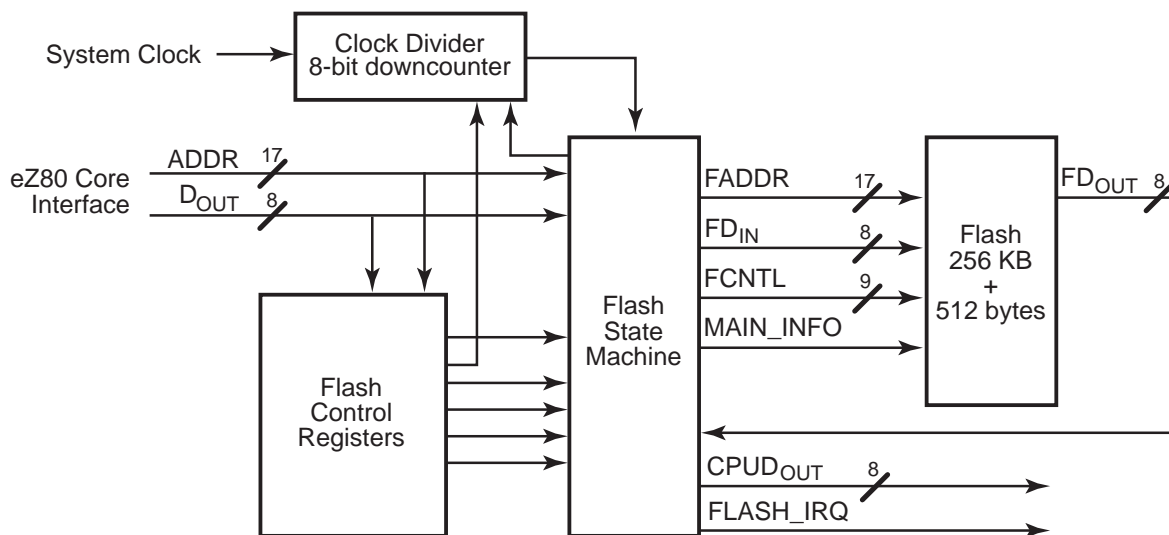 System Clock
Clock Divider
8-bit downcounter
eZ80 Core
Interface
ADDR
17
DOUT
8
Flash
Control
Registers
Flash
State
Machine
FADDR
17
FDIN
8
FCNTL
9
MAIN_INFO
Flash
256 KB
+
512 bytes
FDOUT
8
CPUDOUT
8
FLASH_IRQ